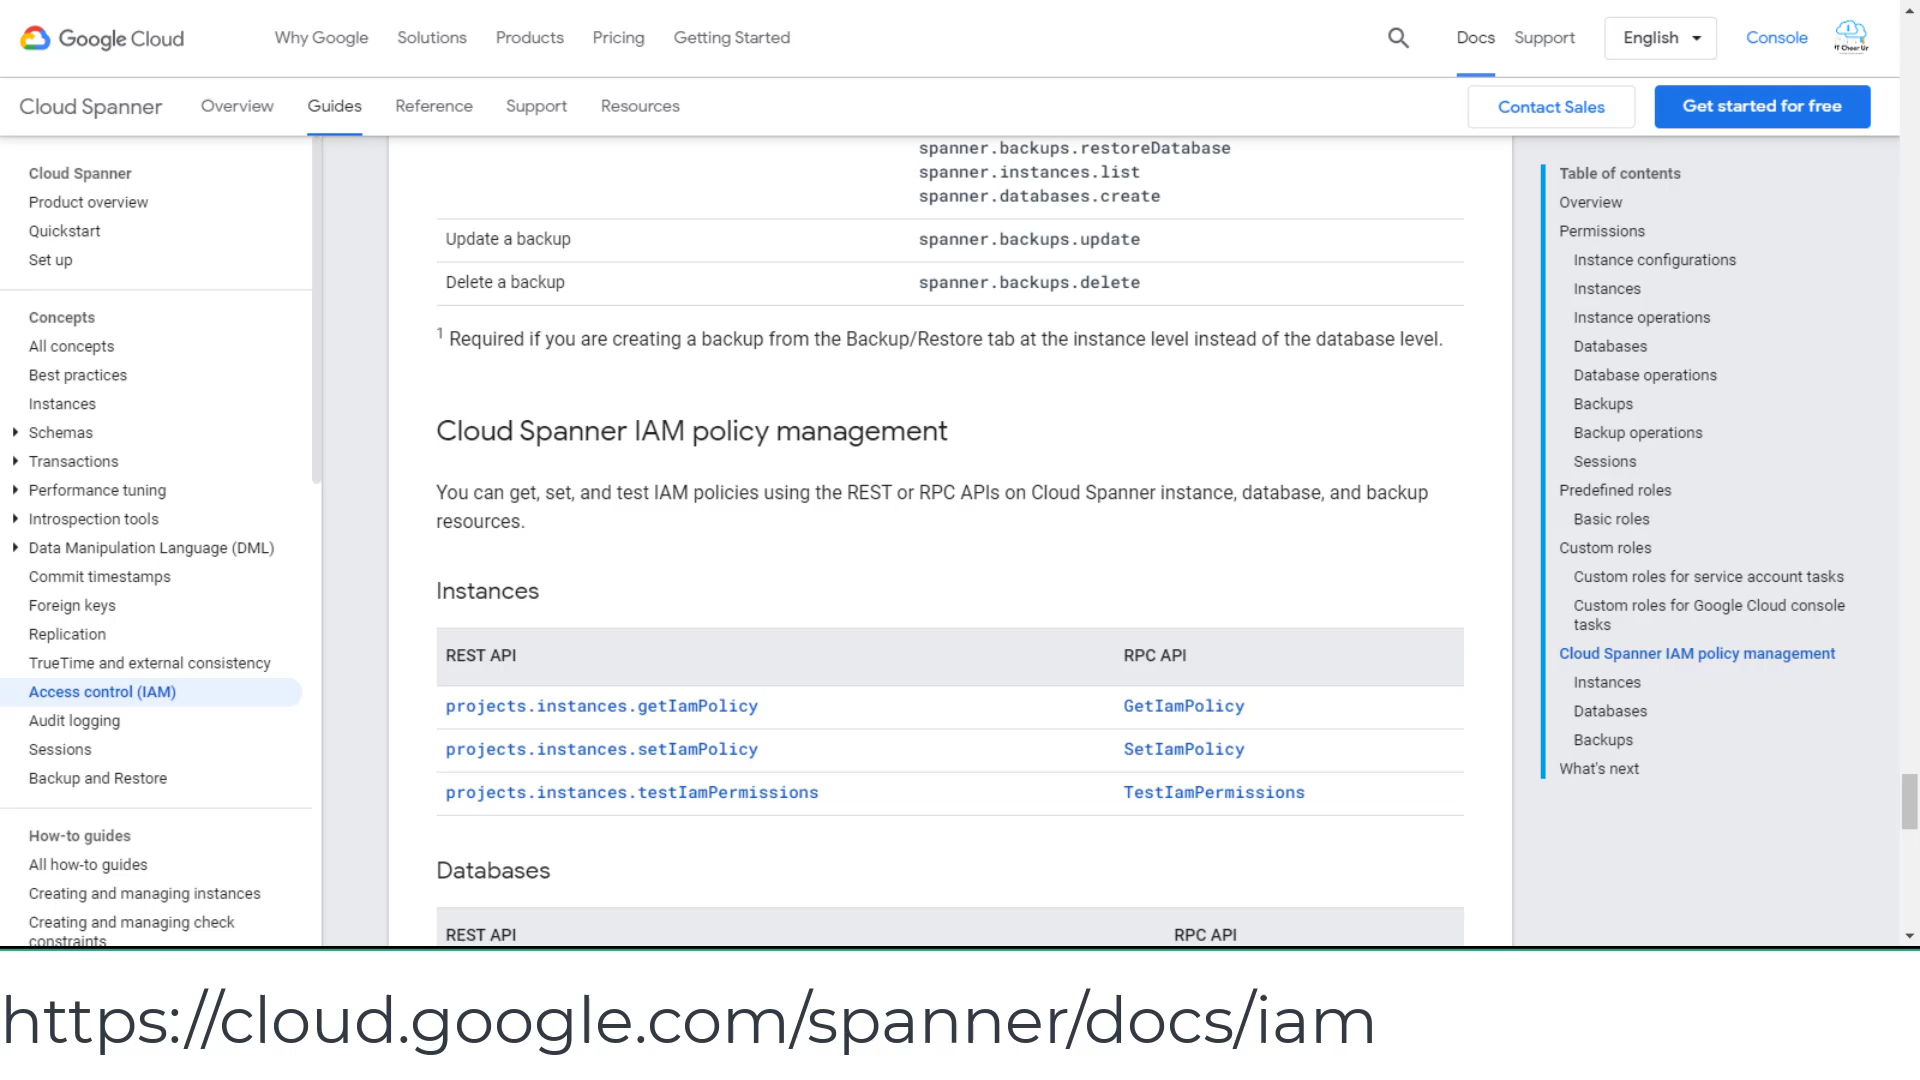 Google Cloud
Why Google
Solutions
Products
Pricing
Getting Started
Docs
Support
English
Console
IT Cheer Up
Cloud Spanner
Overview
Guides
Reference
Support
Resources
Contact Sales
Get started for free
Cloud Spanner
Product overview
Quickstart
Set up
Concepts
All concepts
Best practices
Instances
Schemas
Transactions
Performance tuning
Introspection tools
Data Manipulation Language (DML)
Commit timestamps
Foreign keys
Replication
TrueTime and external consistency
Access control (IAM)
Audit logging
Sessions
Backup and Restore
How-to guides
All how-to guides
Creating and managing instances
Creating and managing check
constraints
spanner.backups.restoreDatabase
spanner.instances.list
spanner.databases.create
Update a backup spanner.backups.update
Delete a backup spanner.backups.delete
1 Required if you are creating a backup from the Backup/Restore tab at the instance level instead of the database level.
Cloud Spanner IAM policy management
You can get, set, and test IAM policies using the REST or RPC APIs on Cloud Spanner instance, database, and backup
resources.
Instances
REST API RPC API
projects.instances.getIamPolicy GetIamPolicy
projects.instances.setIamPolicy SetIamPolicy
projects.instances.testIamPermissions TestIamPermissions
Databases
REST API RPC API
Table of contents
Overview
Permissions
Instance configurations
Instances
Instance operations
Databases
Database operations
Backups
Backup operations
Sessions
Predefined roles
Basic roles
Custom roles
Custom roles for service account tasks
Custom roles for Google Cloud console
tasks
Cloud Spanner IAM policy management
Instances
Databases
Backups
What's next
https://cloud.google.com/spanner/docs/iam